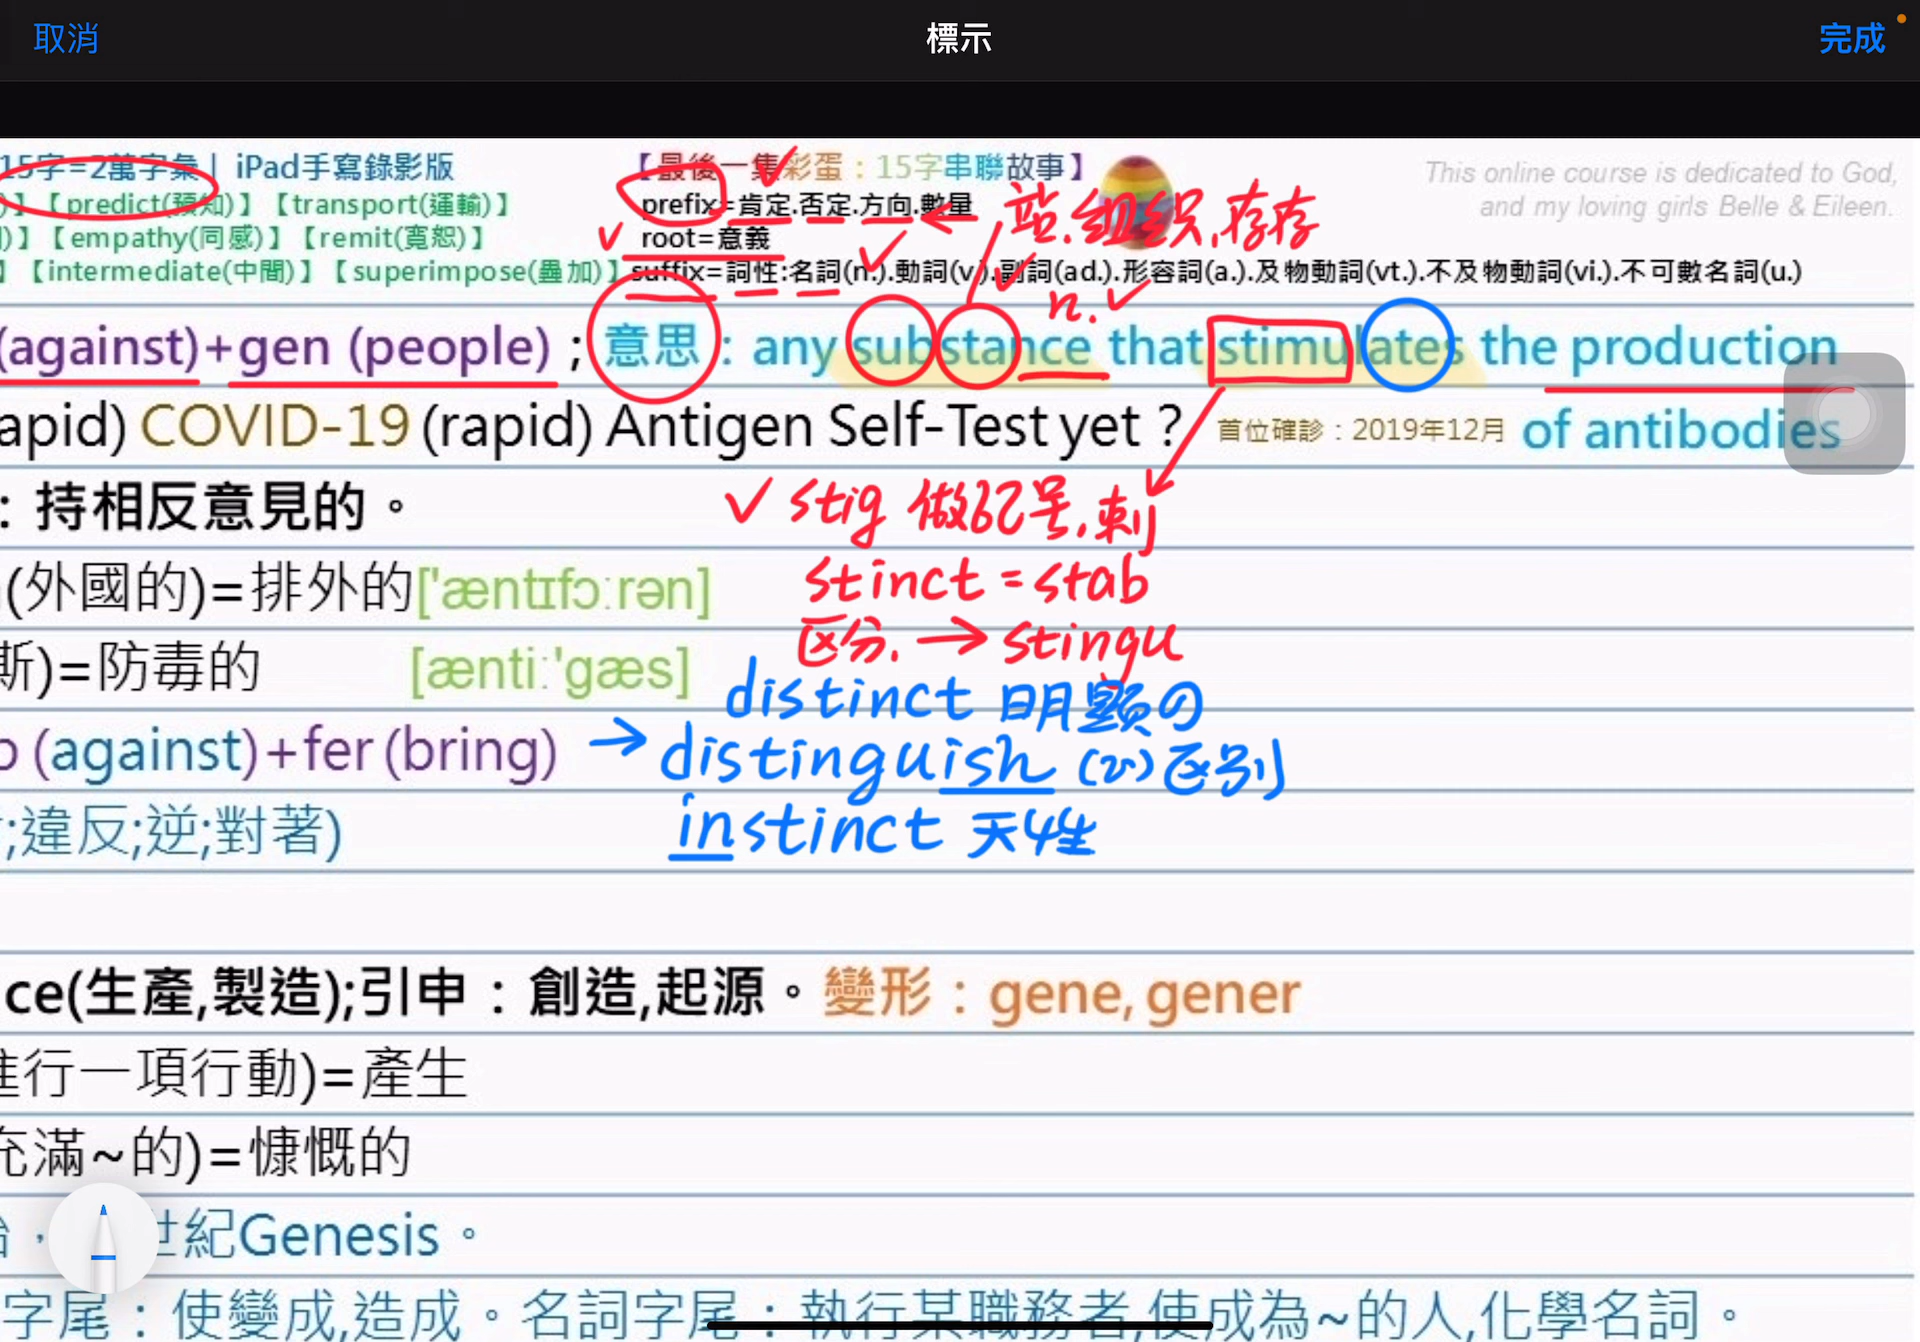 取消 標示 完成
15字=2萬字彙| iPad手寫錄影版 【最後一集彩蛋：15字串聯故事】
This online course is dedicated to God,
and my loving girls Belle & Eileen.
)】【predict(預知)】【transport(運輸)】 prefix=肯定.否定.方向.數量
站.組织.存
)】【empathy(同感)】【remit(寬恕)】 root=意義
】【intermediate(中間)】【superimpose(疊加)】 suffix=詞性:名詞(n.).動詞(v.).副詞(ad.).形容詞(a.).及物動詞(vt.).不及物動詞(vi.).不可數名詞(u.)
n.
(against)+gen (people)；意思：any substance that stimulates the production
apid) COVID-19 (rapid) Antigen Self-Test yet？ 首位確診：2019年12月 of antibodies
：持相反意見的。
stig 做記号.刺
(外國的)=排外的['æntɪfɔːrən]
stinct = stab
区分. → stingu
斯)=防毒的 [æntiː'gæs]
distinct 明顯の
(against)+fer (bring)
→ distinguish (v) 区別
;違反;逆;對著)
instinct 天性
ce(生產,製造);引申：創造,起源。變形：gene, gener
進行一項行動)=產生
充滿~的)=慷慨的
世紀Genesis。
字尾：使變成,造成。名詞字尾：執行某職務者,使成為~的人,化學名詞。